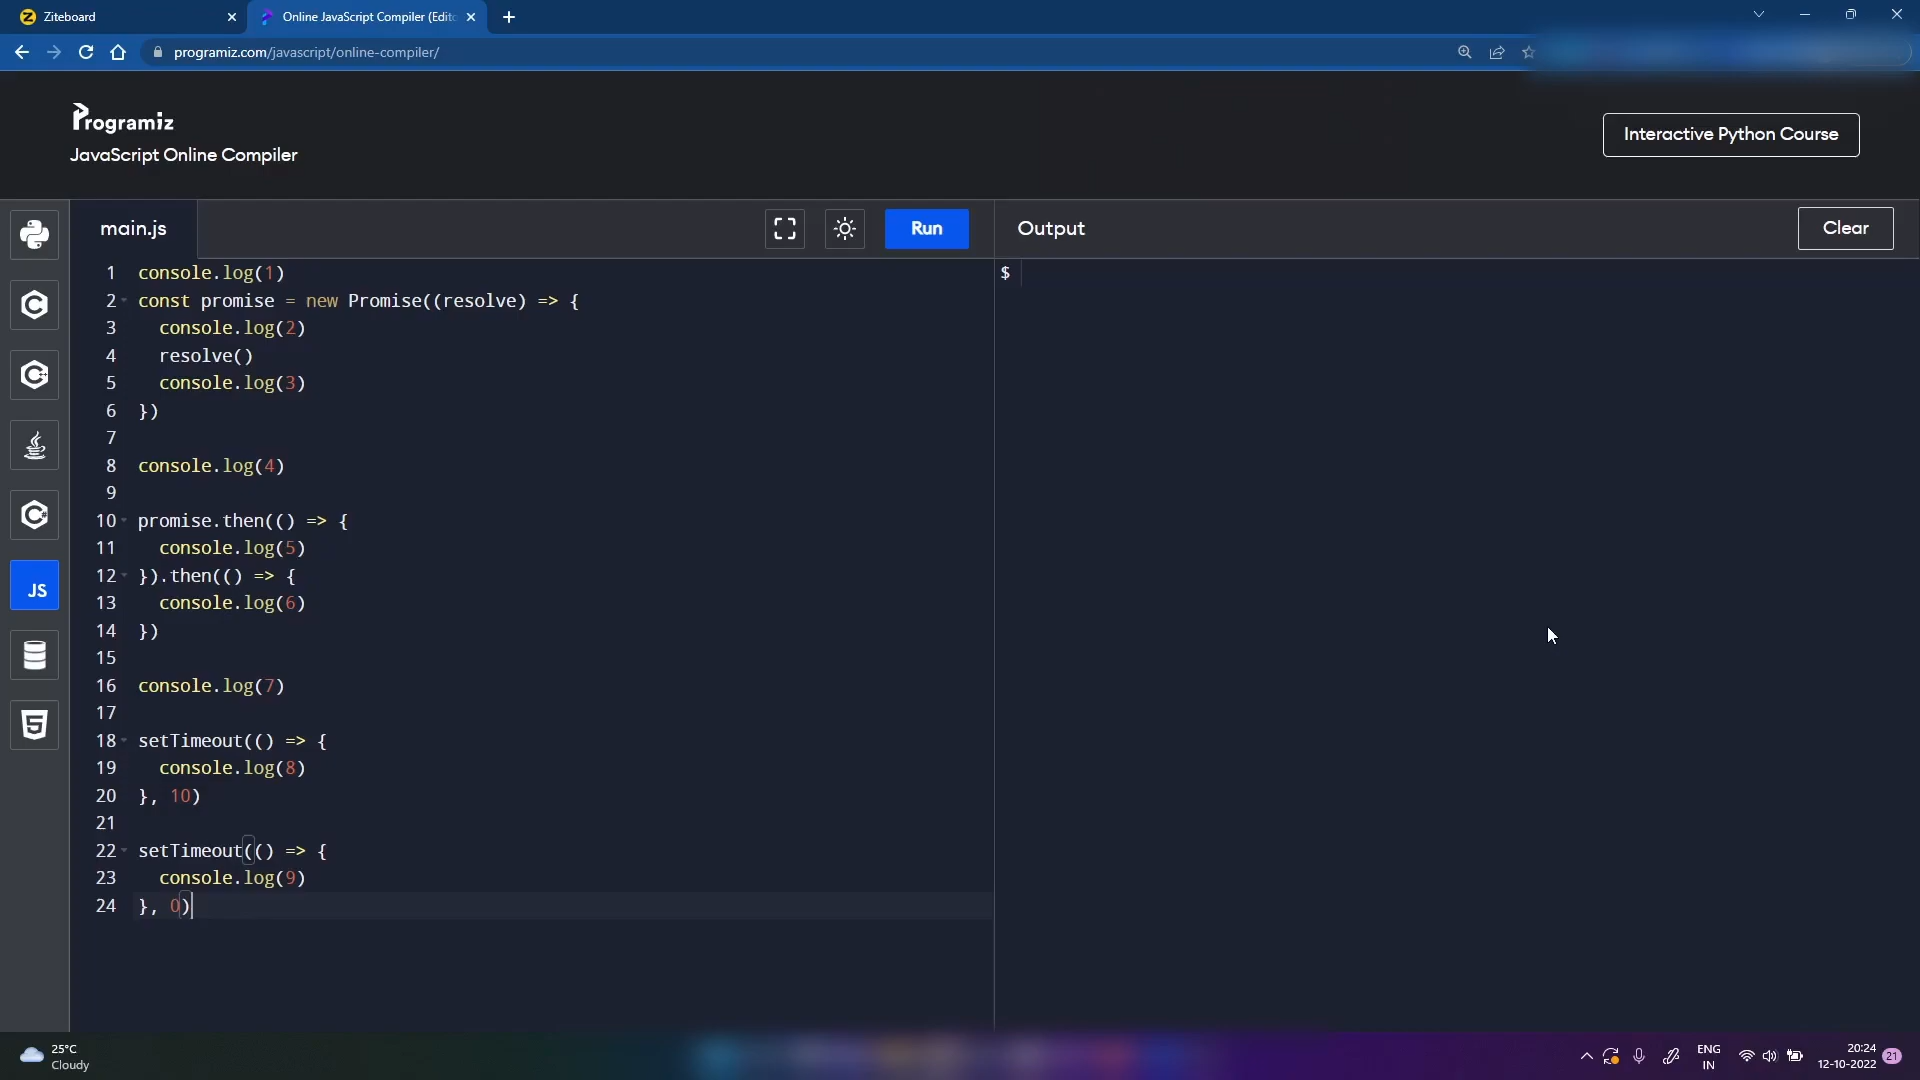 Ziteboard
Online JavaScript Compiler (Edito
programiz.com/javascript/online-compiler/
Programiz
JavaScript Online Compiler
Interactive Python Course
main.js
Run
Output
Clear
1 console.log(1)
2 const promise = new Promise((resolve) => {
3   console.log(2)
4   resolve()
5   console.log(3)
6 })
7
8 console.log(4)
9
10 promise.then(() => {
11   console.log(5)
12 }).then(() => {
13   console.log(6)
14 })
15
16 console.log(7)
17
18 setTimeout(() => {
19   console.log(8)
20 }, 10)
21
22 setTimeout(() => {
23   console.log(9)
24 }, 0)
$
JS
25°C
Cloudy
ENG
IN
20:24
12-10-2022
21